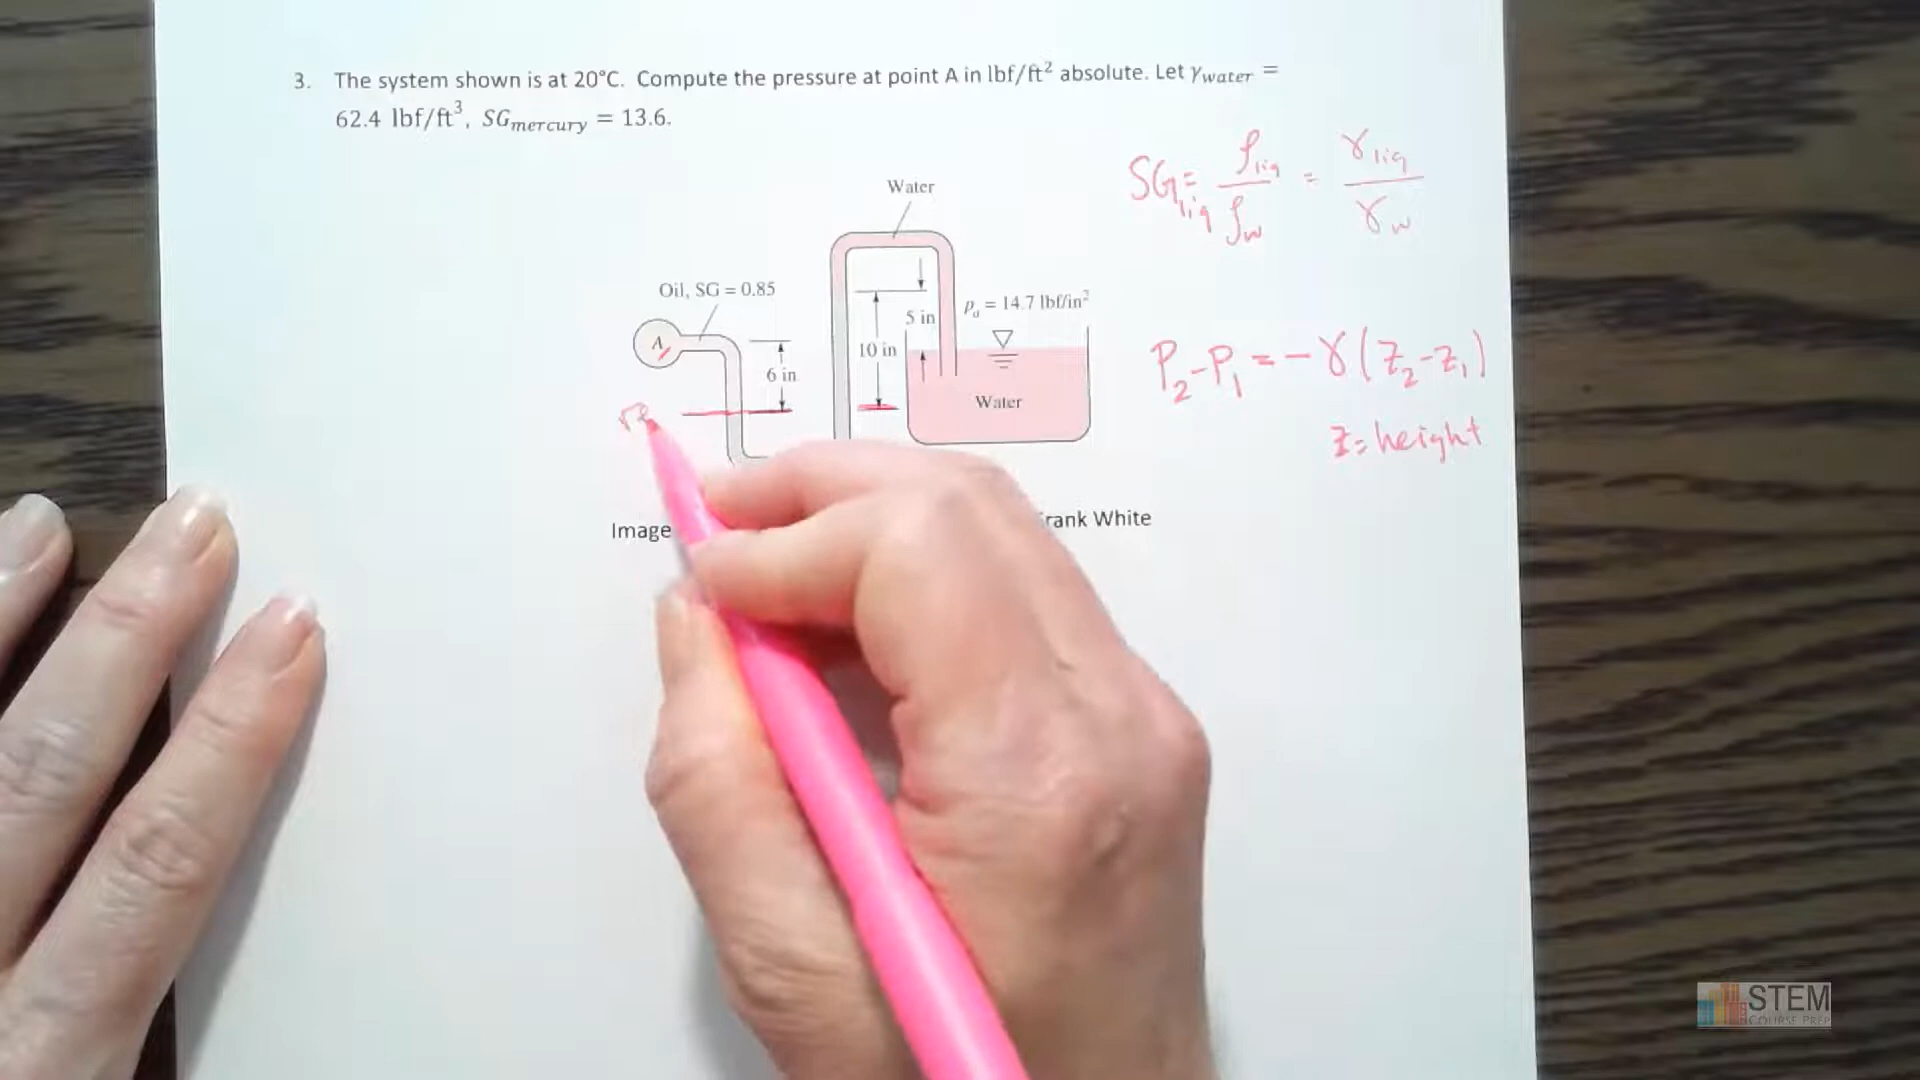 3. The system shown is at 20°C. Compute the pressure at point A in lbf/ft² absolute. Let γwater =
62.4 lbf/ft³, SGmercury = 13.6.
SGliq = ρliq/ρw = γliq/γw
Water
Oil, SG = 0.85
A
6 in
10 in
5 in
Pa = 14.7 lbf/in²
Water
P2-P1 = -γ(z2-z1)
z = height
Image
rank White
STEM
COURSE PREP